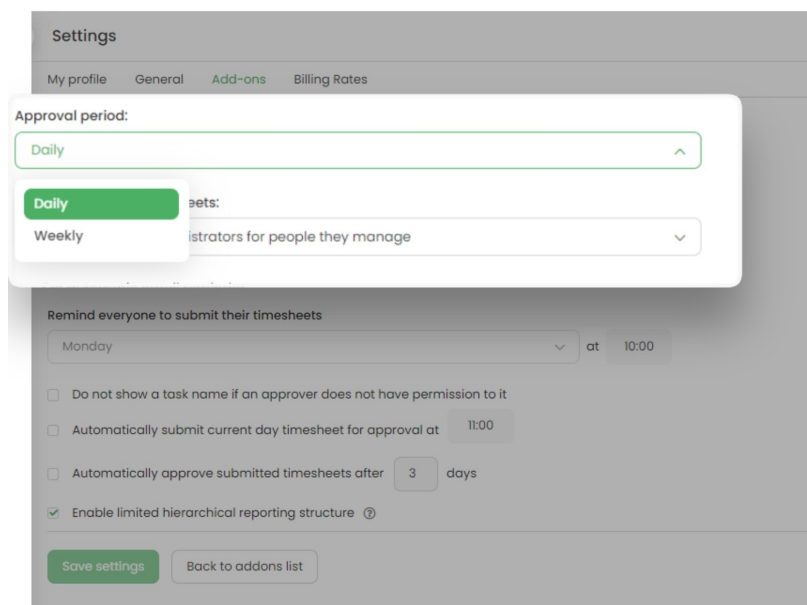 Settings
My profile General Add-ons Billing Rates
Approval period:
Daily
Daily
eets:
Weekly
istrators for people they manage
Remind everyone to submit their timesheets
Monday at 10:00
Do not show a task name if an approver does not have permission to it
Automatically submit current day timesheet for approval at 11:00
Automatically approve submitted timesheets after 3 days
Enable limited hierarchical reporting structure ?
Save settings Back to addons list